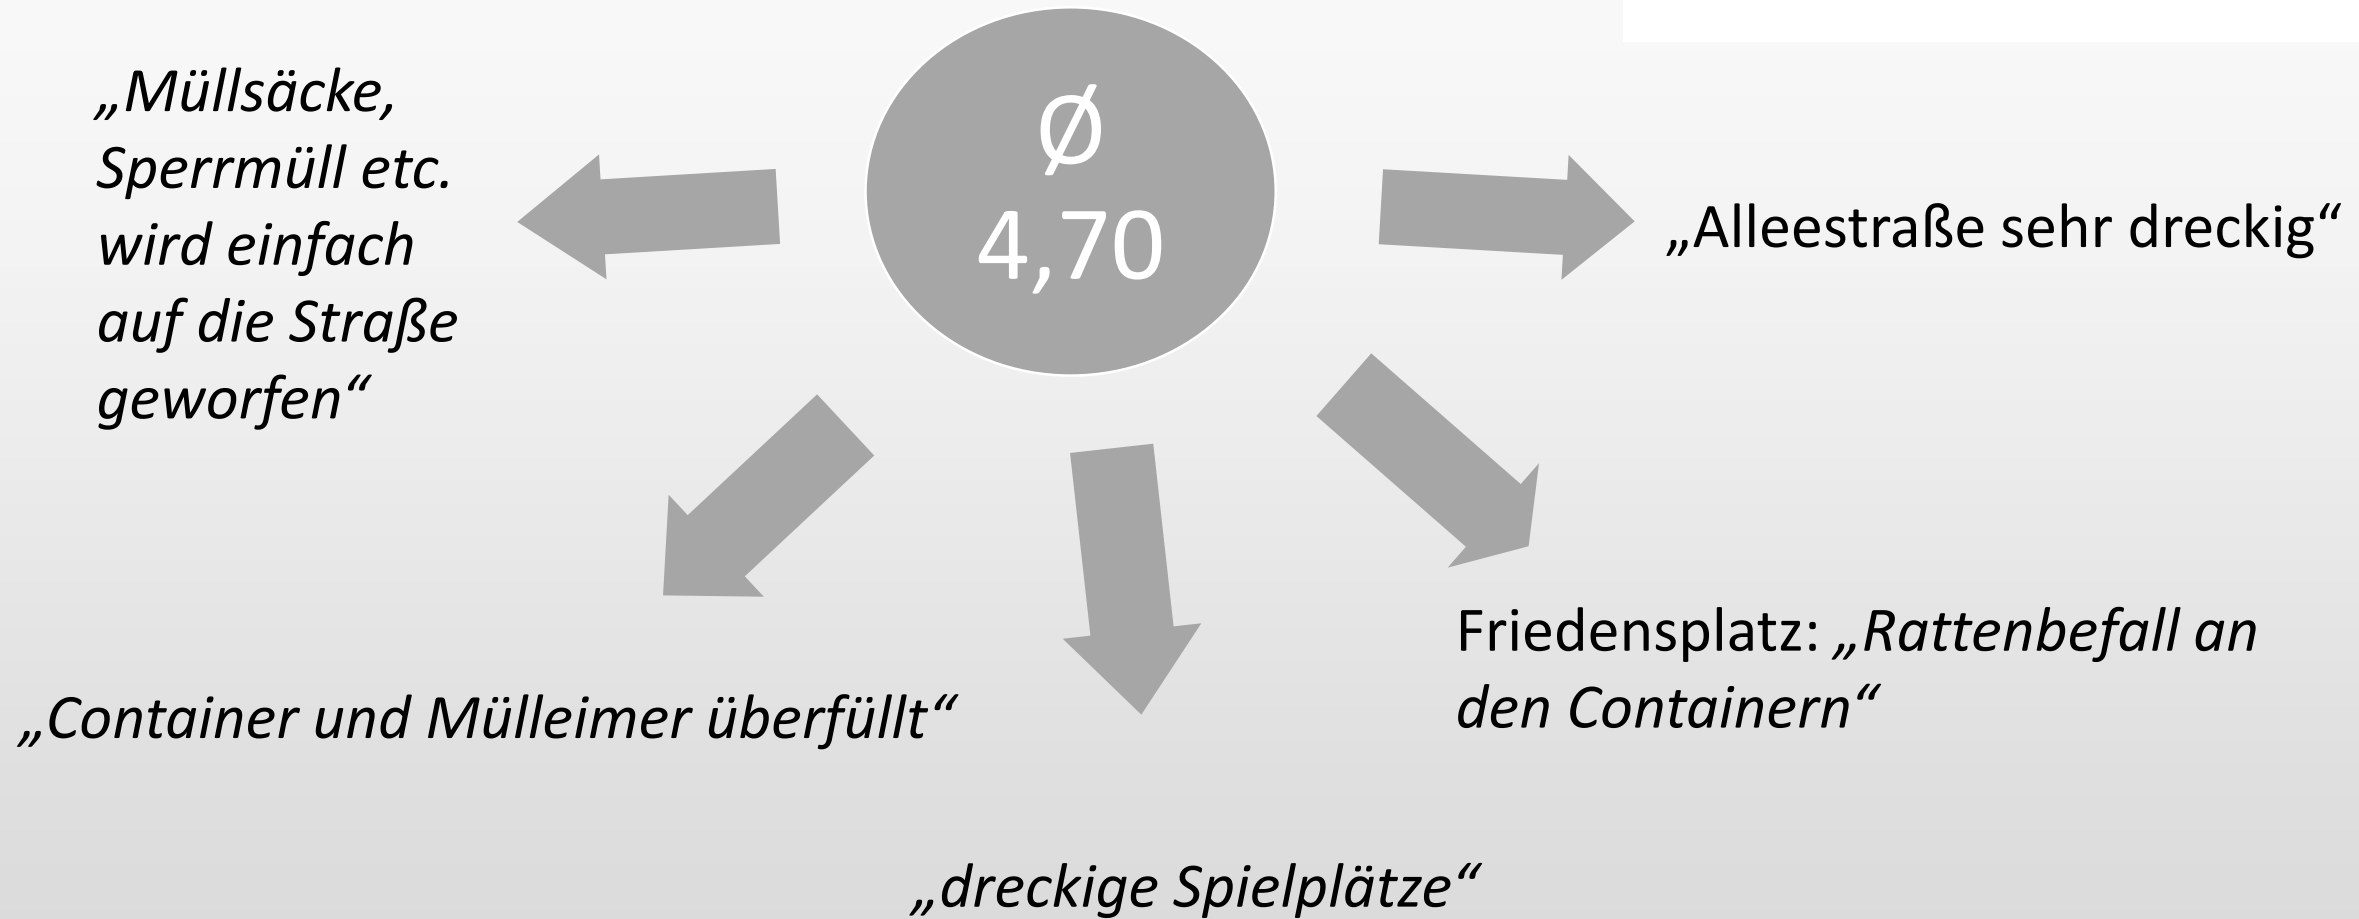 Ø
4,70
„Müllsäcke,
Sperrmüll etc.
wird einfach
auf die Straße
geworfen“
„Alleestraße sehr dreckig“
„Container und Mülleimer überfüllt“
Friedensplatz: „Rattenbefall an
den Containern“
„dreckige Spielplätze“